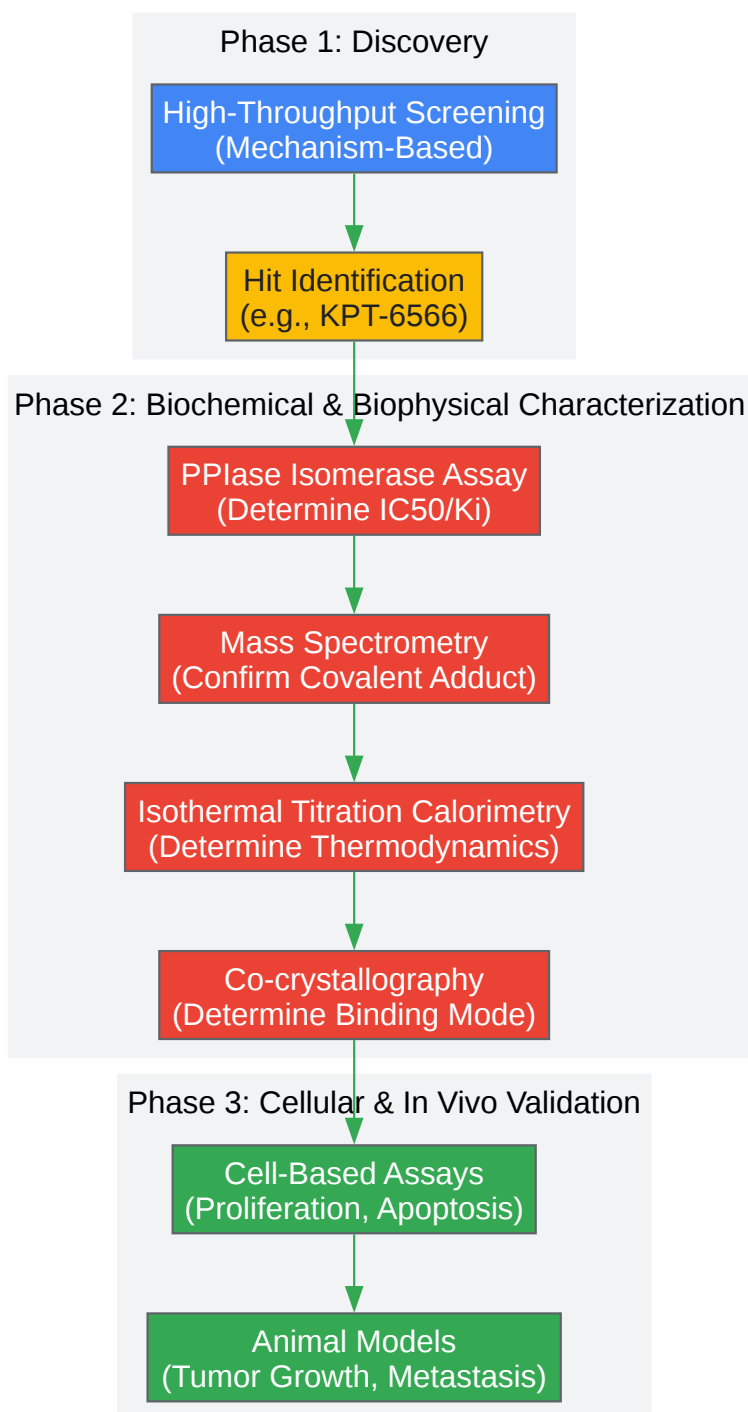 Phase 1: Discovery
High-Throughput Screening
(Mechanism-Based)
Hit Identification
(e.g., KPT-6566)
Phase 2: Biochemical & Biophysical Characterization
PPIase Isomerase Assay
(Determine IC50/Ki)
Mass Spectrometry
(Confirm Covalent Adduct)
Isothermal Titration Calorimetry
(Determine Thermodynamics)
Co-crystallography
(Determine Binding Mode)
Phase 3: Cellular & In Vivo Validation
Cell-Based Assays
(Proliferation, Apoptosis)
Animal Models
(Tumor Growth, Metastasis)